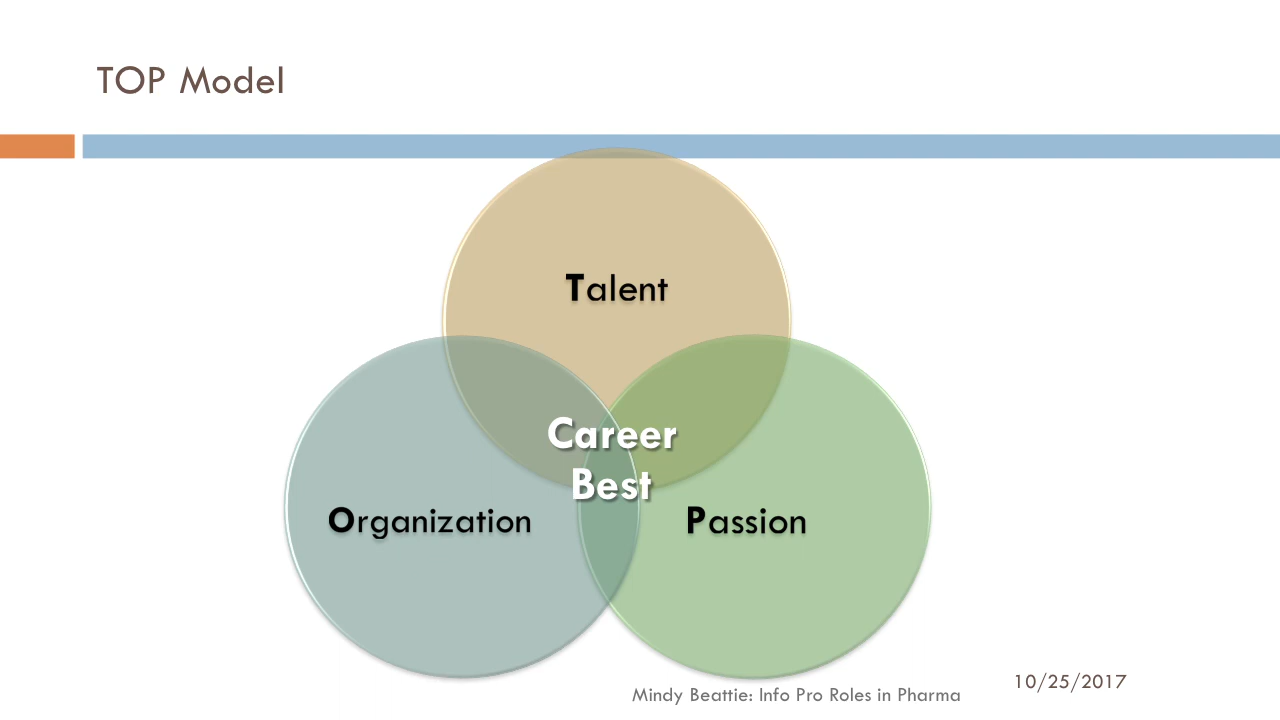 TOP Model
Talent
Career
Best
Organization
Passion
Mindy Beattie: Info Pro Roles in Pharma
10/25/2017